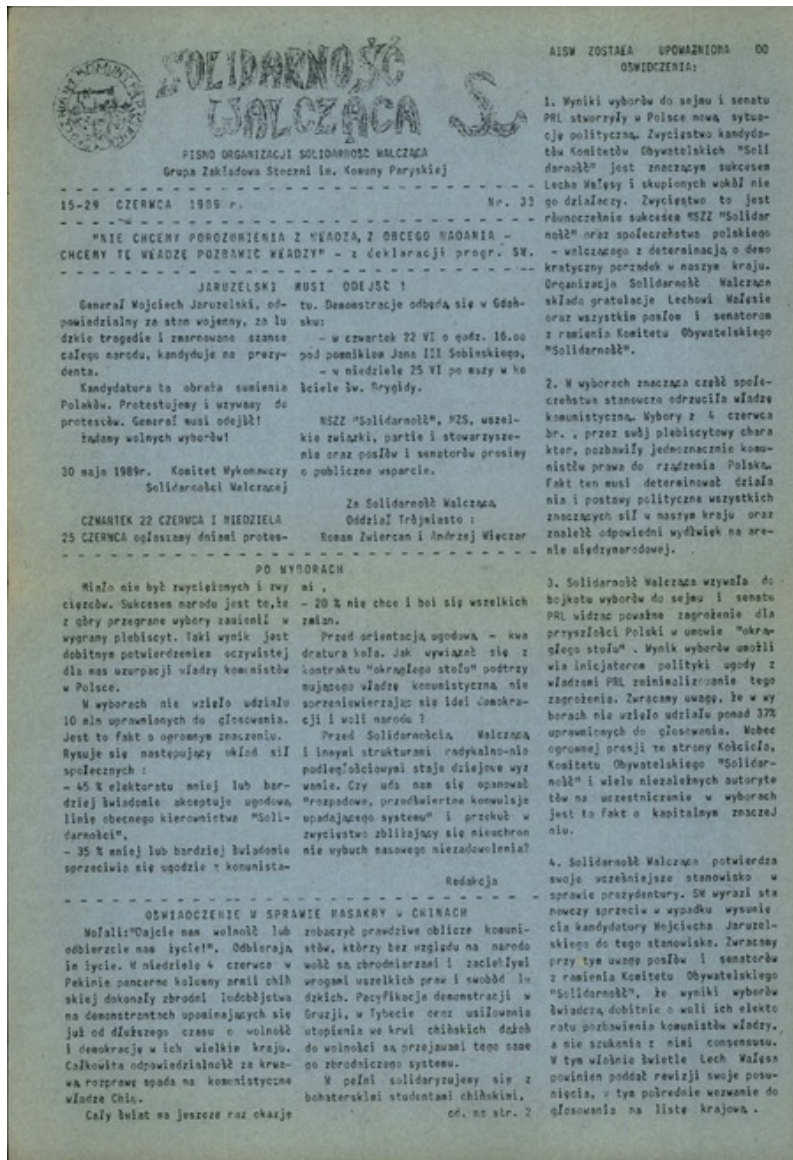 SOLIDARNOŚĆ
WALCZĄCA
PISMO ORGANIZACJI SOLIDARNOŚĆ WALCZĄCA
Grupa Zakładowa Stoczni im. Komuny Paryskiej
15-29 CZERWCA 1989 r. Nr. 33
"NIE CHCEMY POROZUMIENIA Z WŁADZĄ, Z OBCEGO NADANIA -
CHCEMY TĘ WŁADZĘ POZBAWIĆ WŁADZY" - z deklaracji progr. SW.
JARUZELSKI MUSI ODEJŚĆ !
Generał Wojciech Jaruzelski, od-
powiedzialny za stan wojenny, za lu
dzkie tragedie i zmarnowane szanse
całego narodu, kandyduje na prezy-
denta.
Kandydatura ta obraża sumienia
Polaków. Protestujemy i wzywamy do
protestów. Generał musi odejść!
Żądamy wolnych wyborów!
30 maja 1989r. Komitet Wykonawczy
Solidarności Walczącej
CZWARTEK 22 CZERWCA I NIEDZIELA
25 CZERWCA ogłaszamy dniami protes-
tu. Demonstracje odbędą się w Gdań-
sku:
- w czwartek 22 VI o godz. 16.00
pod pomnikiem Jana III Sobieskiego,
- w niedziele 25 VI po mszy w ko
ściele św. Brygidy.
NSZZ "Solidarność", NZS, wszel-
kie związki, partie i stowarzysze-
nia oraz posłów i senatorów prosimy
o publiczne wsparcie.
Za Solidarność Walczącą
Oddział Trójmiasto :
Roman Zwiercan i Andrzej Wieczar
PO WYBORACH
Miało nie być zwyciężonych i zwy
cięzców. Sukcesem narodu jest to,że
z góry przegrane wybory zamienił w
wygrany plebiscyt. Taki wynik jest
dobitnym potwierdzeniem oczywistej
dla nas uzurpacji władzy komunistów
w Polsce.
W wyborach nie wzięło udziału
10 mln uprawnionych do głosowania.
Jest to fakt o ogromnym znaczeniu.
Rysuje się następujący układ sił
społecznych :
- 45 % elektoratu mniej lub bar-
dziej świadomie akceptuje ugodową
linię obecnego kierownictwa "Soli-
darności",
- 35 % mniej lub bardziej świadomie
sprzeciwia się ugodzie z komunista-
mi ,
- 20 % nie chce i boi się wszelkich
zmian.
Przed orientacją ugodową - kwa
dratura koła. Jak wywiązać się z
kontraktu "okrągłego stołu" podtrzy
mującego władzę komunistyczną nie
sprzeniewierzając się idei demokra-
cji i woli narodu ?
Przed Solidarnością Walczącą
i innymi strukturami radykalno-nie
podległościowymi staje dziejowe wyz
wanie. Czy uda nam się opanować
"rozpadowe, przedśmiertne konwulsje
upadającego systemu" i przekuć w
zwycięstwo zbliżający się nieuchron
nie wybuch masowego niezadowolenia?
Redakcja
OŚWIADCZENIE W SPRAWIE MASAKRY W CHINACH
Wołali:"Dajcie nam wolność lub
odbierzcie nam życie!". Odbierają
im życie. W niedziele 4 czerwca w
Pekinie pancerne kolumny armii chiń
skiej dokonały zbrodni ludobójstwa
na demonstrantach upominających się
już od dłuższego czasu o wolność
i demokrację w ich wielkim kraju.
Całkowita odpowiedzialność za krwa-
wą rozprawę spada na komunistyczne
władze Chin.
Cały świat ma jeszcze raz okazję
zobaczyć prawdziwe oblicze komuni-
stów, którzy bez względu na narodo
wość są zbrodniarzami i zaciekłymi
wrogami wszelkich praw i swobód lu
dzkich. Pacyfikacja demonstracji w
Gruzji, w Tybecie oraz usiłowania
utopienia we krwi chińskich dążeń
do wolności są przejawami tego same
go zbrodniczego systemu.
W pełni solidaryzujemy się z
bohaterskimi studentami chińskimi,
cd. na str. 2
AISW ZOSTAŁA UPOWAŻNIONA DO
OŚWIDCZENIA:
1. Wyniki wyborów do sejmu i senatu
PRL stworzyły w Polsce nową sytua-
cję polityczną. Zwycięstwo kandyda-
tów Komitetów Obywatelskich "Soli
darność" jest znaczącym sukcesem
Lecha Wałęsy i skupionych wokół nie
go działaczy. Zwycięstwo to jest
równocześnie sukcesem NSZZ "Solidar
ność" oraz społeczeństwa polskiego
- walczącego z determinacją o demo
kratyczny porządek w naszym kraju.
Organizacja Solidarność Walcząca
składa gratulacje Lechowi Wałęsie
oraz wszystkim posłom i senatorom
z ramienia Komitetu Obywatelskiego
"Solidarność".
2. W wyborach znacząca część społe-
czeństwa stanowczo odrzuciła władzę
komunistyczną. Wybory z 4 czerwca
br. , przez swój plebiscytowy chara
kter, pozbawiły jednoznacznie komu-
nistów prawa do rządzenia Polską.
Fakt ten musi determinować działa
nia i postawy polityczne wszystkich
znaczących sił w naszym kraju oraz
znaleźć odpowiedni wydźwięk na are-
nie międzynarodowej.
3. Solidarność Walcząca wzywała do
bojkotu wyborów do sejmu i senatu
PRL widząc poważne zagrożenie dla
przyszłości Polski w umowie "okrą-
głego stołu" . Wynik wyborów umożli
wia inicjatorom polityki ugody z
władzami PRL zminimalizowanie tego
zagrożenia. Zwracamy uwagę, że w wy
borach nie wzięło udziału ponad 37%
uprawnionych do głosowania. Wobec
ogromnej presji ze strony Kościoła,
Komitetu Obywatelskiego "Solidar-
ność" i wielu niezależnych autoryte
tów na uczestniczenie w wyborach
jest to fakt o kapitalnym znaczej
niu.
4. Solidarność Walcząca potwierdza
swoje wcześniejsze stanowisko w
sprawie prezydentury. SW wyrazi sta
nowczy sprzeciw w wypadku wysunię
cia kandydatury Wojciecha Jaruzel-
skiego do tego stanowiska. Zwracamy
przy tym uwagę posłów i senatorów
z ramienia Komitetu Obywatelskiego
"Solidarność", że wyniki wyborów
świadczą dobitnie o woli ich elekto
ratu pozbawienia komunistów władzy,
a nie szukania z nimi consensusu.
W tym właśnie świetle Lech Wałęsa
powinien poddać rewizji swoje posu-
nięcia, w tym pośrednie wezwanie do
głosowania na listę krajową .